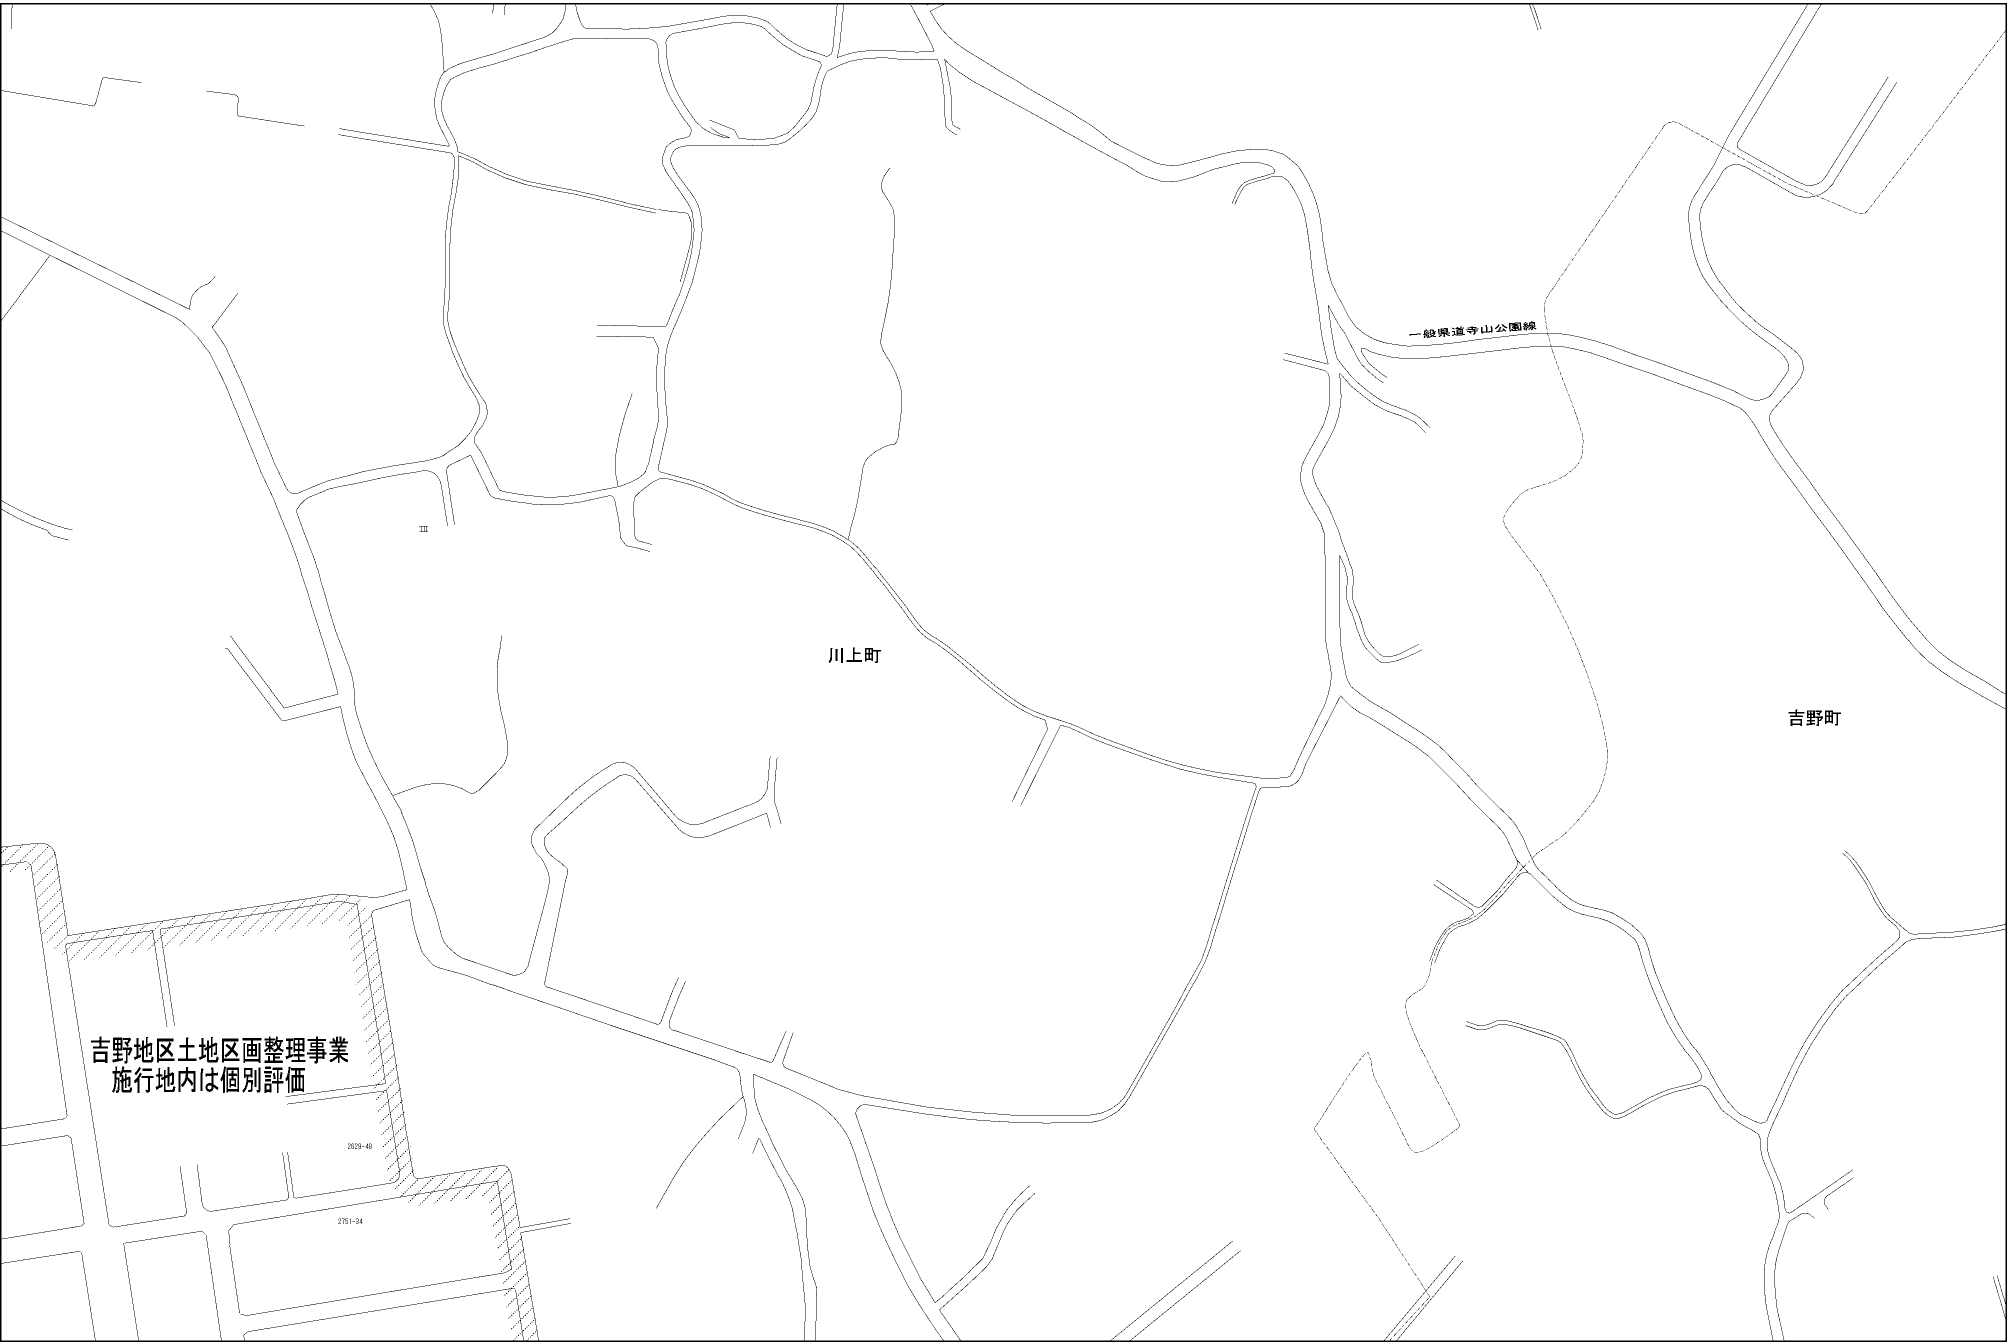 一般県道寺山公園線
III
川上町
吉野町
吉野地区土地区画整理事業
施行地内は個別評価
2629-48
2751-34